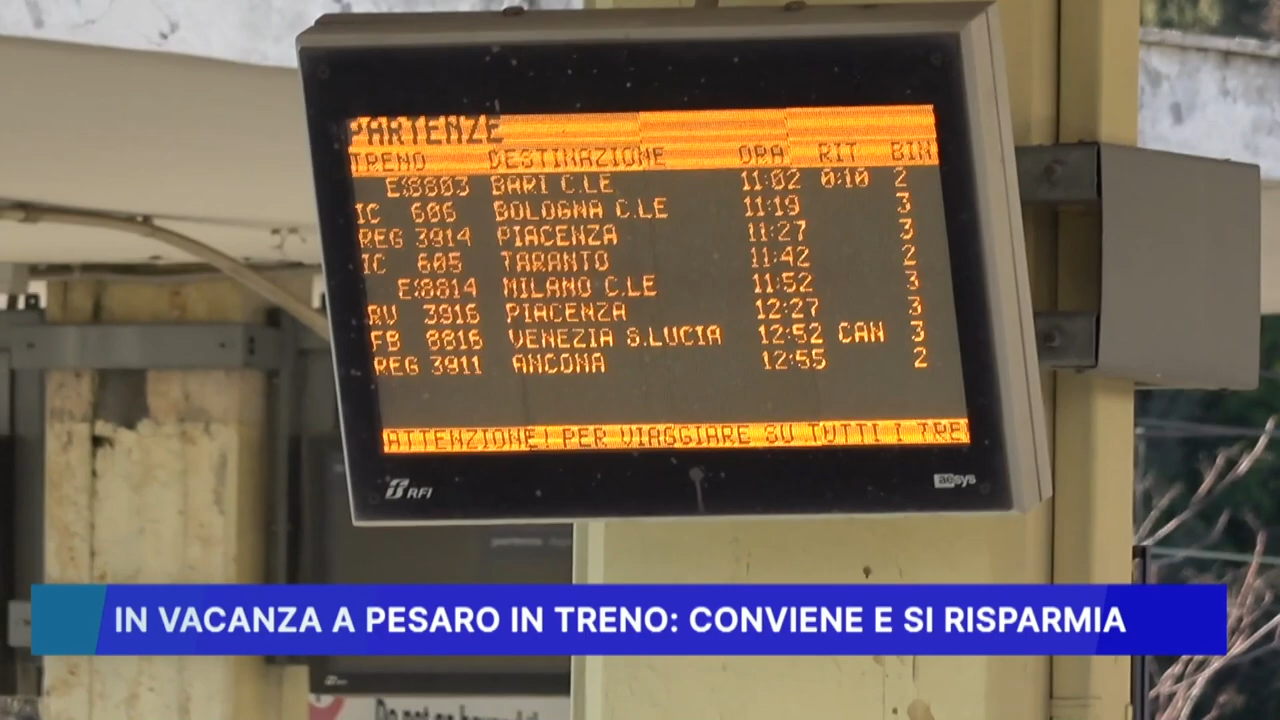 PARTENZE
TRENO DESTINAZIONE ORA RIT BIN
8803 BARI C.LE 11:02 0:10 2
IC 606 BOLOGNA C.LE 11:19 3
REG 3914 PIACENZA 11:27 3
IC 605 TARANTO 11:42 2
8814 MILANO C.LE 11:52 3
RV 3916 PIACENZA 12:27 3
FB 8816 VENEZIA S.LUCIA 12:52 CAN 3
REG 3911 ANCONA 12:55 2
ATTENZIONE! PER VIAGGIARE SU TUTTI I TRE
RFI
aesys
IN VACANZA A PESARO IN TRENO: CONVIENE E SI RISPARMIA